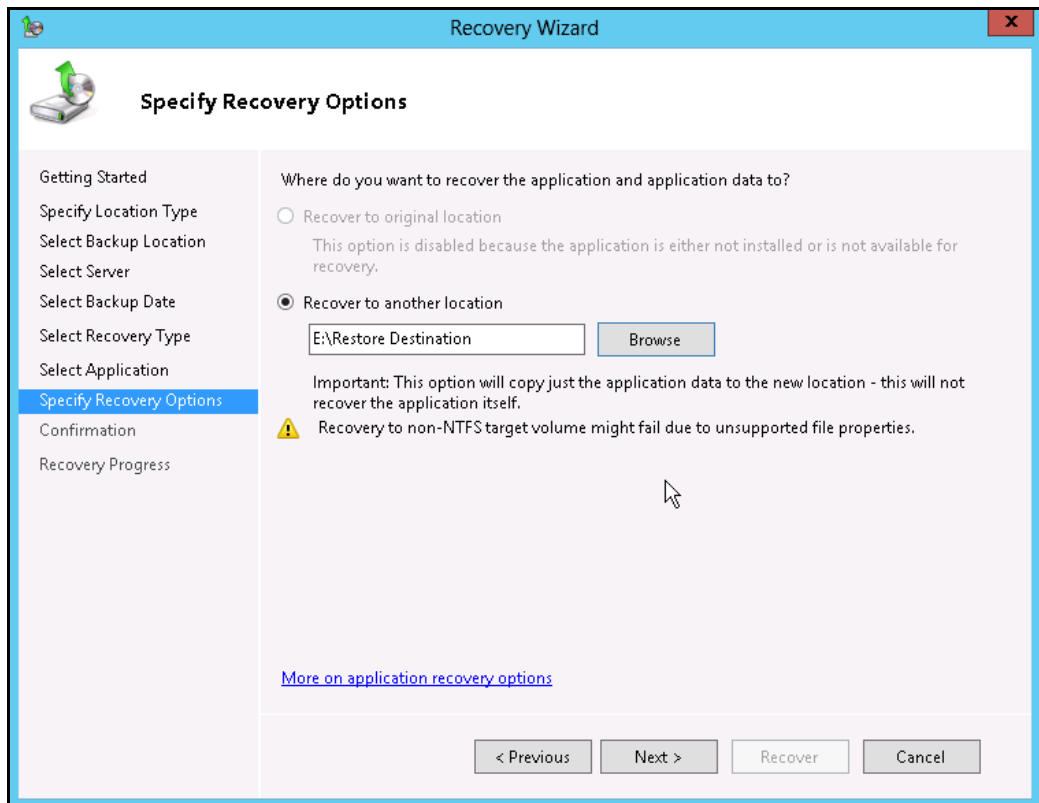 Recovery Wizard
x
Specify Recovery Options
Getting Started
Specify Location Type
Select Backup Location
Select Server
Select Backup Date
Select Recovery Type
Select Application
Specify Recovery Options
Confirmation
Recovery Progress
Where do you want to recover the application and application data to?
Recover to original location
This option is disabled because the application is either not installed or is not available for
recovery.
Recover to another location
E:\Restore Destination
Browse
Important: This option will copy just the application data to the new location - this will not
recover the application itself.
Recovery to non-NTFS target volume might fail due to unsupported file properties.
More on application recovery options
< Previous
Next >
Recover
Cancel